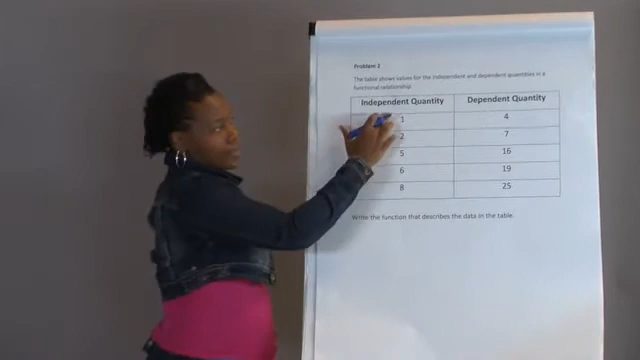 Problem 1
The table shows values for the independent and dependent quantities in a
functional relationship.
Independent Quantity Dependent Quantity
1 4
2 7
5 16
6 19
8 25
Write the function that describes the data in the table.